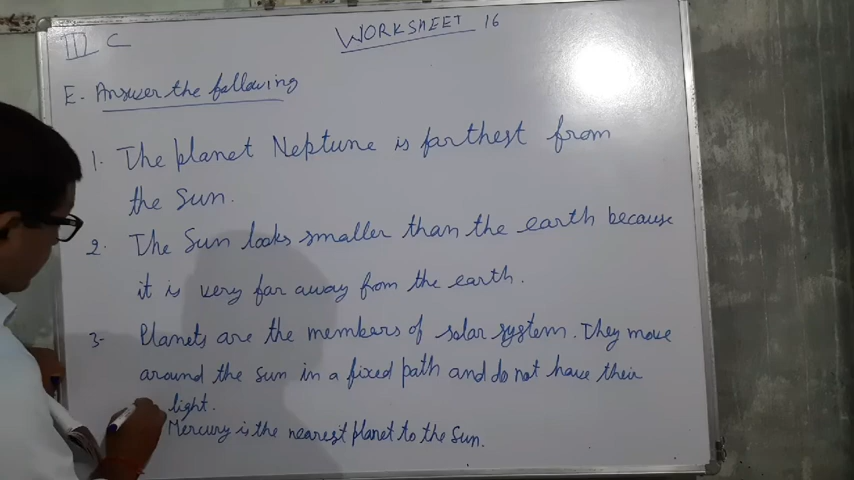 III C
WORKSHEET 16
E. Answer the following
1. The planet Neptune is farthest from
the Sun.
2. The Sun looks smaller than the earth because
it is very far away from the earth.
3- Planets are the members of solar system. They move
around the sun in a fixed path and do not have their
light.
Mercury is the nearest planet to the Sun.